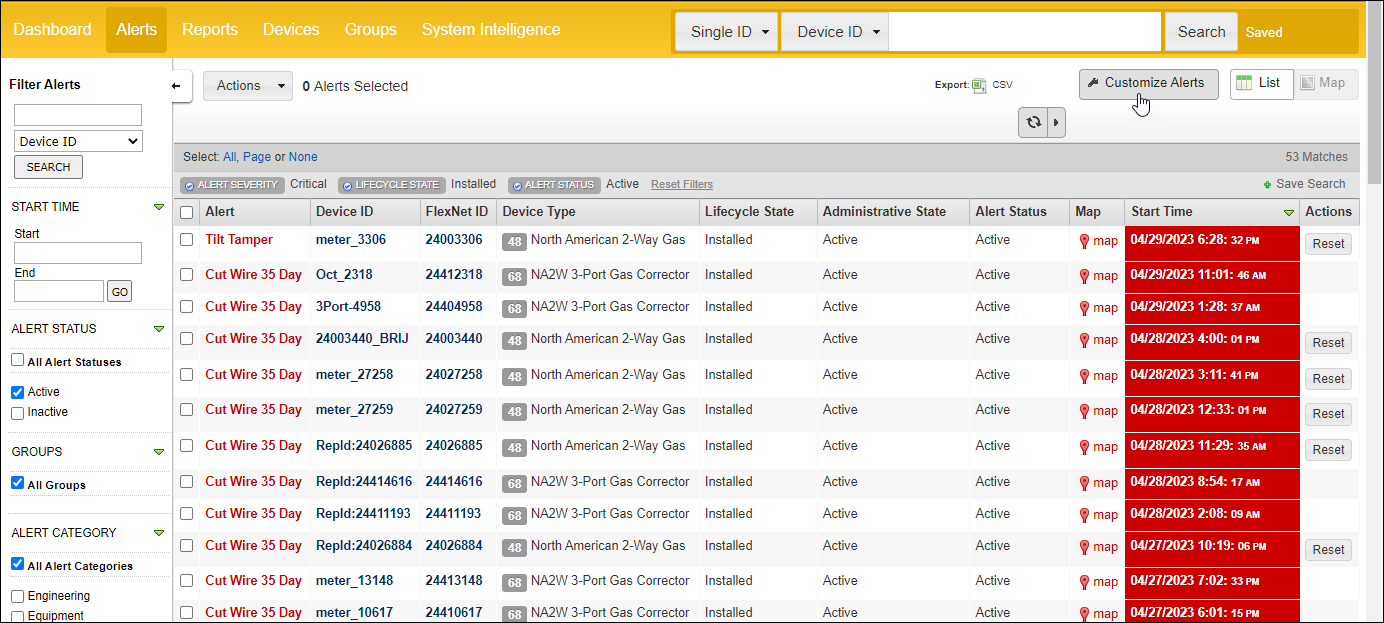 Dashboard Alerts Reports Devices Groups System Intelligence Single ID Device ID Search Saved
Filter Alerts
Device ID
SEARCH
START TIME
Start
End
GO
ALERT STATUS
All Alert Statuses
Active
Inactive
GROUPS
All Groups
ALERT CATEGORY
All Alert Categories
Engineering
Equipment
Actions 0 Alerts Selected Export: CSV Customize Alerts List Map
Select: All, Page or None 53 Matches
ALERT SEVERITY Critical LIFECYCLE STATE Installed ALERT STATUS Active Reset Filters Save Search
Alert Device ID FlexNet ID Device Type Lifecycle State Administrative State Alert Status Map Start Time Actions
Tilt Tamper meter_3306 24003306 48 North American 2-Way Gas Installed Active Active map 04/29/2023 6:28: 32 PM Reset
Cut Wire 35 Day Oct_2318 24412318 68 NA2W 3-Port Gas Corrector Installed Active Active map 04/29/2023 11:01: 46 AM
Cut Wire 35 Day 3Port-4958 24404958 68 NA2W 3-Port Gas Corrector Installed Active Active map 04/29/2023 1:28: 37 AM
Cut Wire 35 Day 24003440_BRIJ 24003440 48 North American 2-Way Gas Installed Active Active map 04/28/2023 4:00: 01 PM Reset
Cut Wire 35 Day meter_27258 24027258 48 North American 2-Way Gas Installed Active Active map 04/28/2023 3:11: 41 PM Reset
Cut Wire 35 Day meter_27259 24027259 48 North American 2-Way Gas Installed Active Active map 04/28/2023 12:33: 01 PM Reset
Cut Wire 35 Day RepId:24026885 24026885 48 North American 2-Way Gas Installed Active Active map 04/28/2023 11:29: 35 AM Reset
Cut Wire 35 Day RepId:24414616 24414616 68 NA2W 3-Port Gas Corrector Installed Active Active map 04/28/2023 8:54: 17 AM
Cut Wire 35 Day RepId:24411193 24411193 68 NA2W 3-Port Gas Corrector Installed Active Active map 04/28/2023 2:08: 09 AM
Cut Wire 35 Day RepId:24026884 24026884 48 North American 2-Way Gas Installed Active Active map 04/27/2023 10:19: 06 PM Reset
Cut Wire 35 Day meter_13148 24413148 68 NA2W 3-Port Gas Corrector Installed Active Active map 04/27/2023 7:02: 33 PM
Cut Wire 35 Day meter_10617 24410617 68 NA2W 3-Port Gas Corrector Installed Active Active map 04/27/2023 6:01: 15 PM